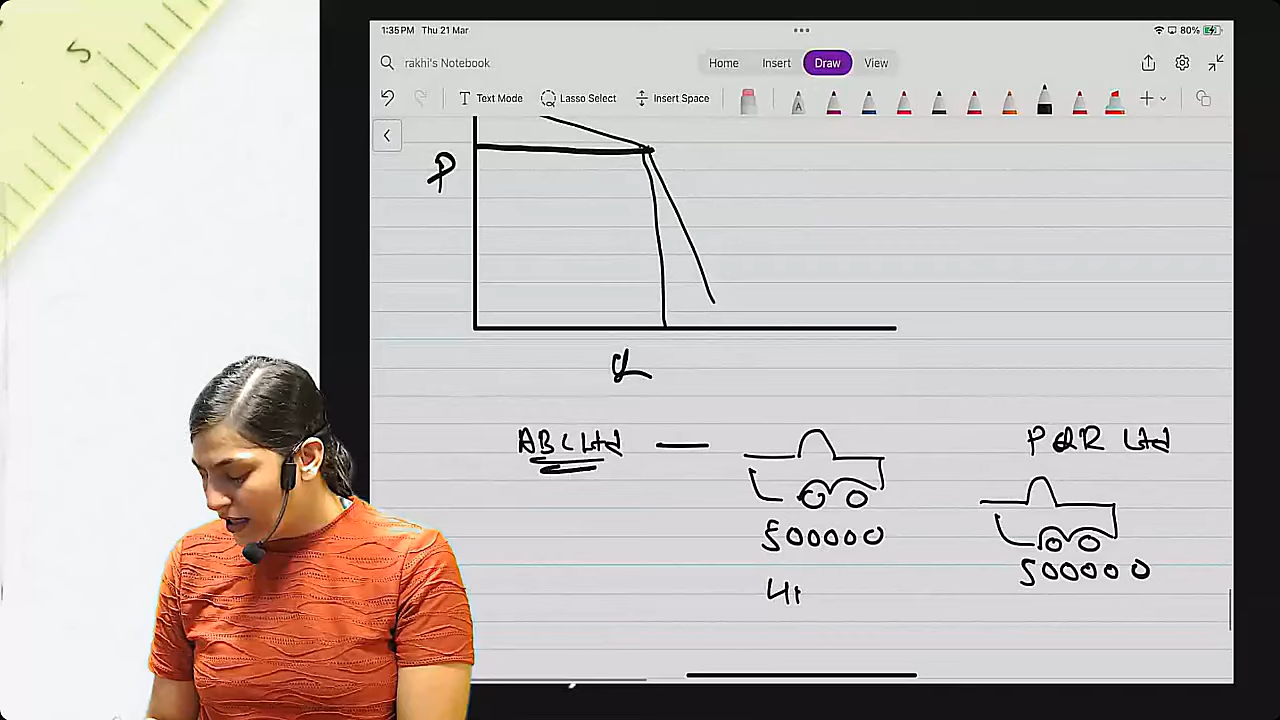 5
1:35 PM Thu 21 Mar
80%
rakhi's Notebook
Home Insert Draw View
Text Mode Lasso Select Insert Space
P
ABC Ltd
PQR Ltd
500000
500000